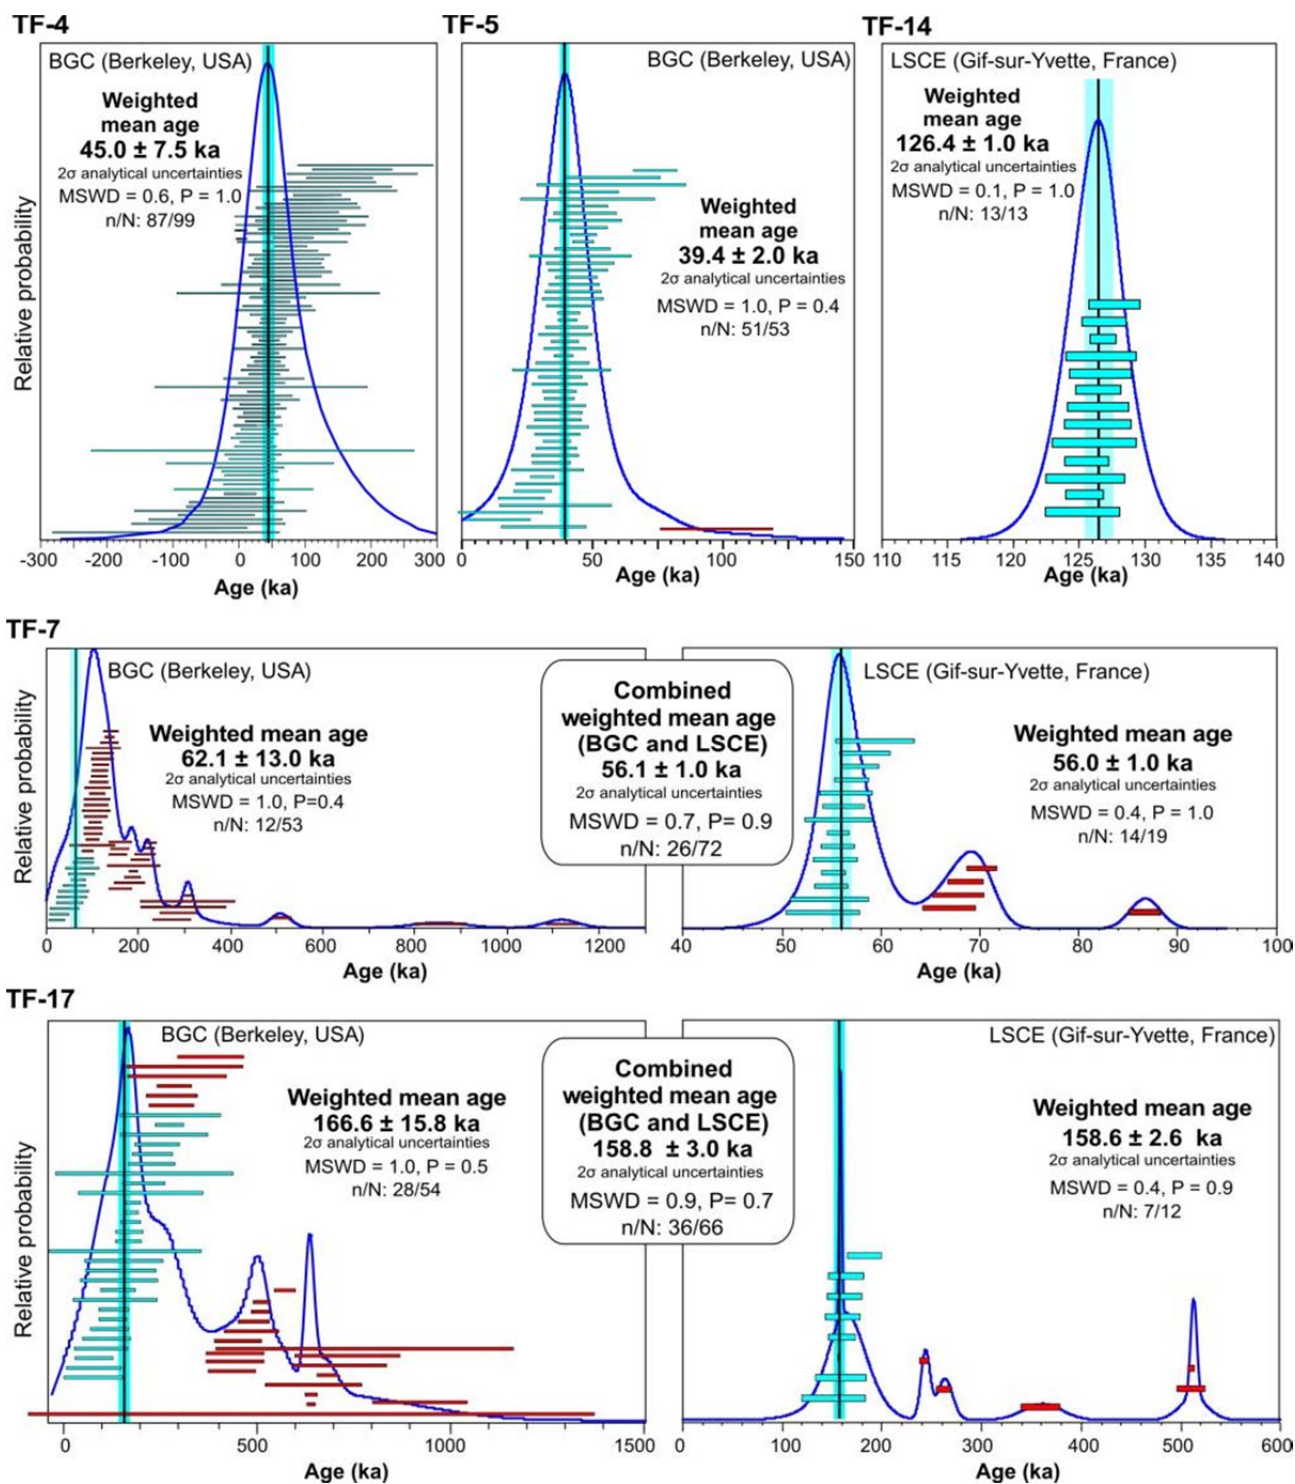 TF-4
TF-5
TF-14
BGC (Berkeley, USA)
Weighted
mean age
45.0 ± 7.5 ka
2σ analytical uncertainties
MSWD = 0.6, P = 1.0
n/N: 87/99
Relative probability
-300 -200 -100 0 100 200 300
Age (ka)
BGC (Berkeley, USA)
Weighted
mean age
39.4 ± 2.0 ka
2σ analytical uncertainties
MSWD = 1.0, P = 0.4
n/N: 51/53
0 50 100 150
Age (ka)
LSCE (Gif-sur-Yvette, France)
Weighted
mean age
126.4 ± 1.0 ka
2σ analytical uncertainties
MSWD = 0.1, P = 1.0
n/N: 13/13
110 115 120 125 130 135 140
Age (ka)
TF-7
BGC (Berkeley, USA)
Weighted mean age
62.1 ± 13.0 ka
2σ analytical uncertainties
MSWD = 1.0, P=0.4
n/N: 12/53
Relative probability
0 200 400 600 800 1000 1200
Age (ka)
Combined
weighted mean age
(BGC and LSCE)
56.1 ± 1.0 ka
2σ analytical uncertainties
MSWD = 0.7, P= 0.9
n/N: 26/72
LSCE (Gif-sur-Yvette, France)
Weighted mean age
56.0 ± 1.0 ka
2σ analytical uncertainties
MSWD = 0.4, P = 1.0
n/N: 14/19
40 50 60 70 80 90 100
Age (ka)
TF-17
BGC (Berkeley, USA)
Weighted mean age
166.6 ± 15.8 ka
2σ analytical uncertainties
MSWD = 1.0, P = 0.5
n/N: 28/54
Relative probability
0 500 1000 1500
Age (ka)
Combined
weighted mean age
(BGC and LSCE)
158.8 ± 3.0 ka
2σ analytical uncertainties
MSWD = 0.9, P= 0.7
n/N: 36/66
LSCE (Gif-sur-Yvette, France)
Weighted mean age
158.6 ± 2.6 ka
2σ analytical uncertainties
MSWD = 0.4, P = 0.9
n/N: 7/12
0 100 200 300 400 500 600
Age (ka)